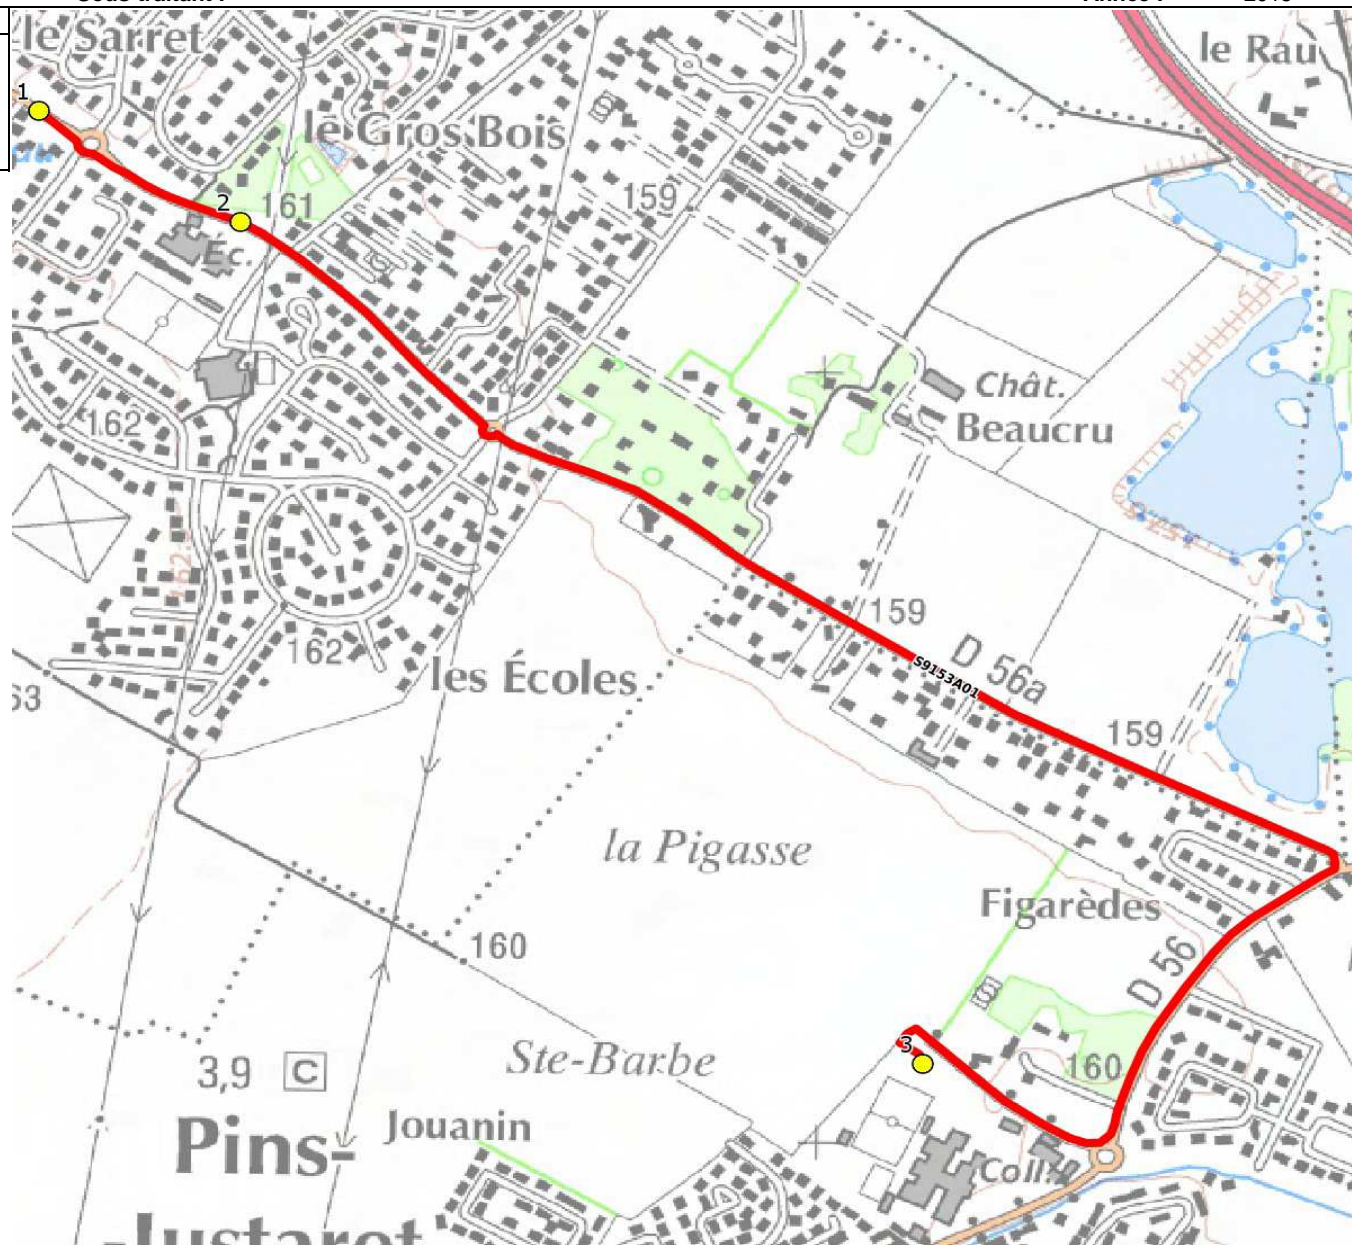 le Sarret
le Rau
1
le Gros Bois
159
2
161
Ec.
Chât.
Beaucru
162
159
162
les Écoles
D 56a
S9153A01
63
159
la Pigasse
Figarèdes
160
D 56
3
160
Ste-Barbe
3,9 C
Jouanin
Pins-
Coll.
-Justaret